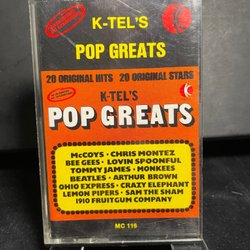 K-TEL'S
POP GREATS
20 ORIGINAL HITS 20 ORIGINAL STARS
K-TEL'S
POP GREATS
McCOYS • CHRIS MONTEZ
BEE GEES • LOVIN SPOONFUL
TOMMY JAMES • MONKEES
BEATLES • ARTHUR BROWN
OHIO EXPRESS • CRAZY ELEPHANT
LEMON PIPERS • SAM THE SHAM
1910 FRUITGUM COMPANY
MC 116